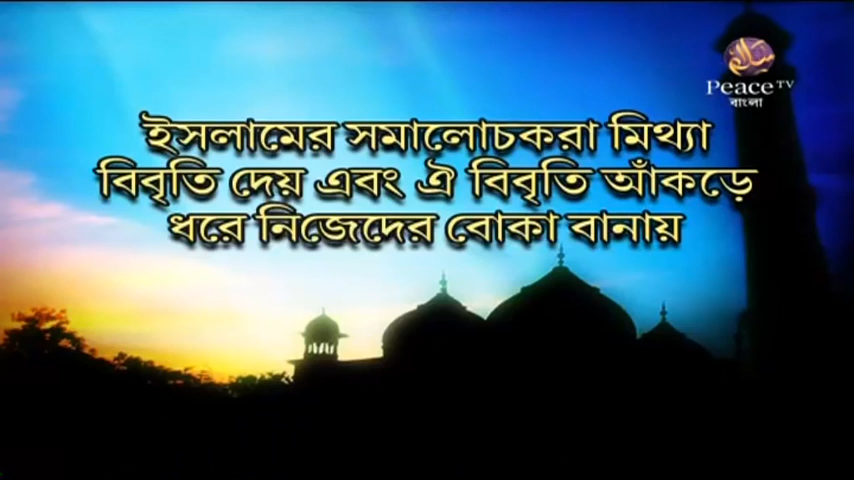 Peace TV
বাংলা
ইসলামের সমালোচকরা মিথ্যা
বিবৃতি দেয় এবং ঐ বিবৃতি আঁকড়ে
ধরে নিজেদের বোকা বানায়